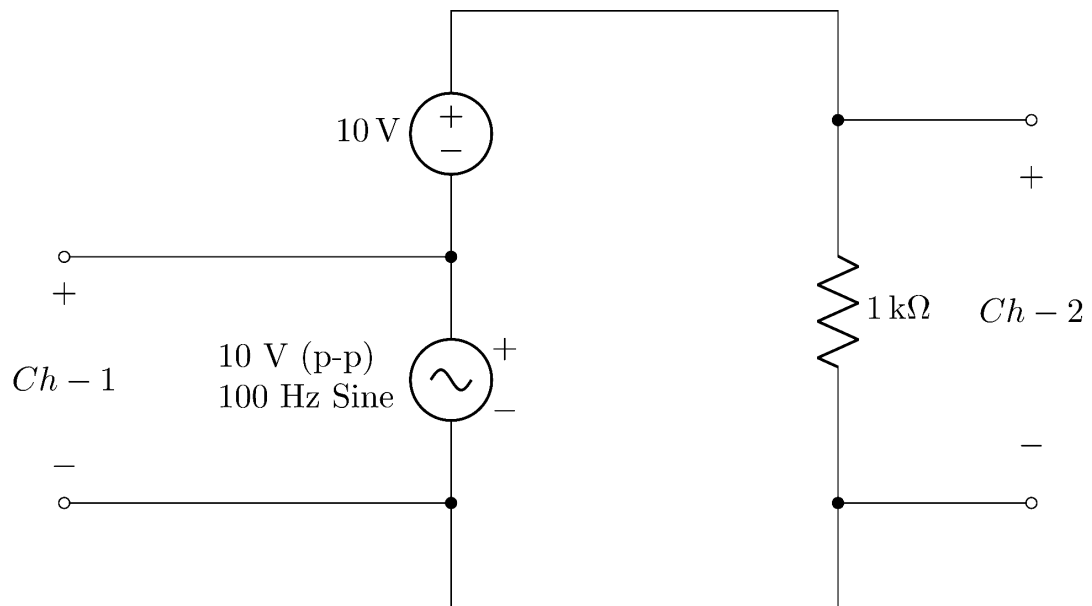 +
10 V
−
+
10 V (p-p)
100 Hz Sine
+
−
Ch − 1
−
+
1 kΩ
Ch − 2
−